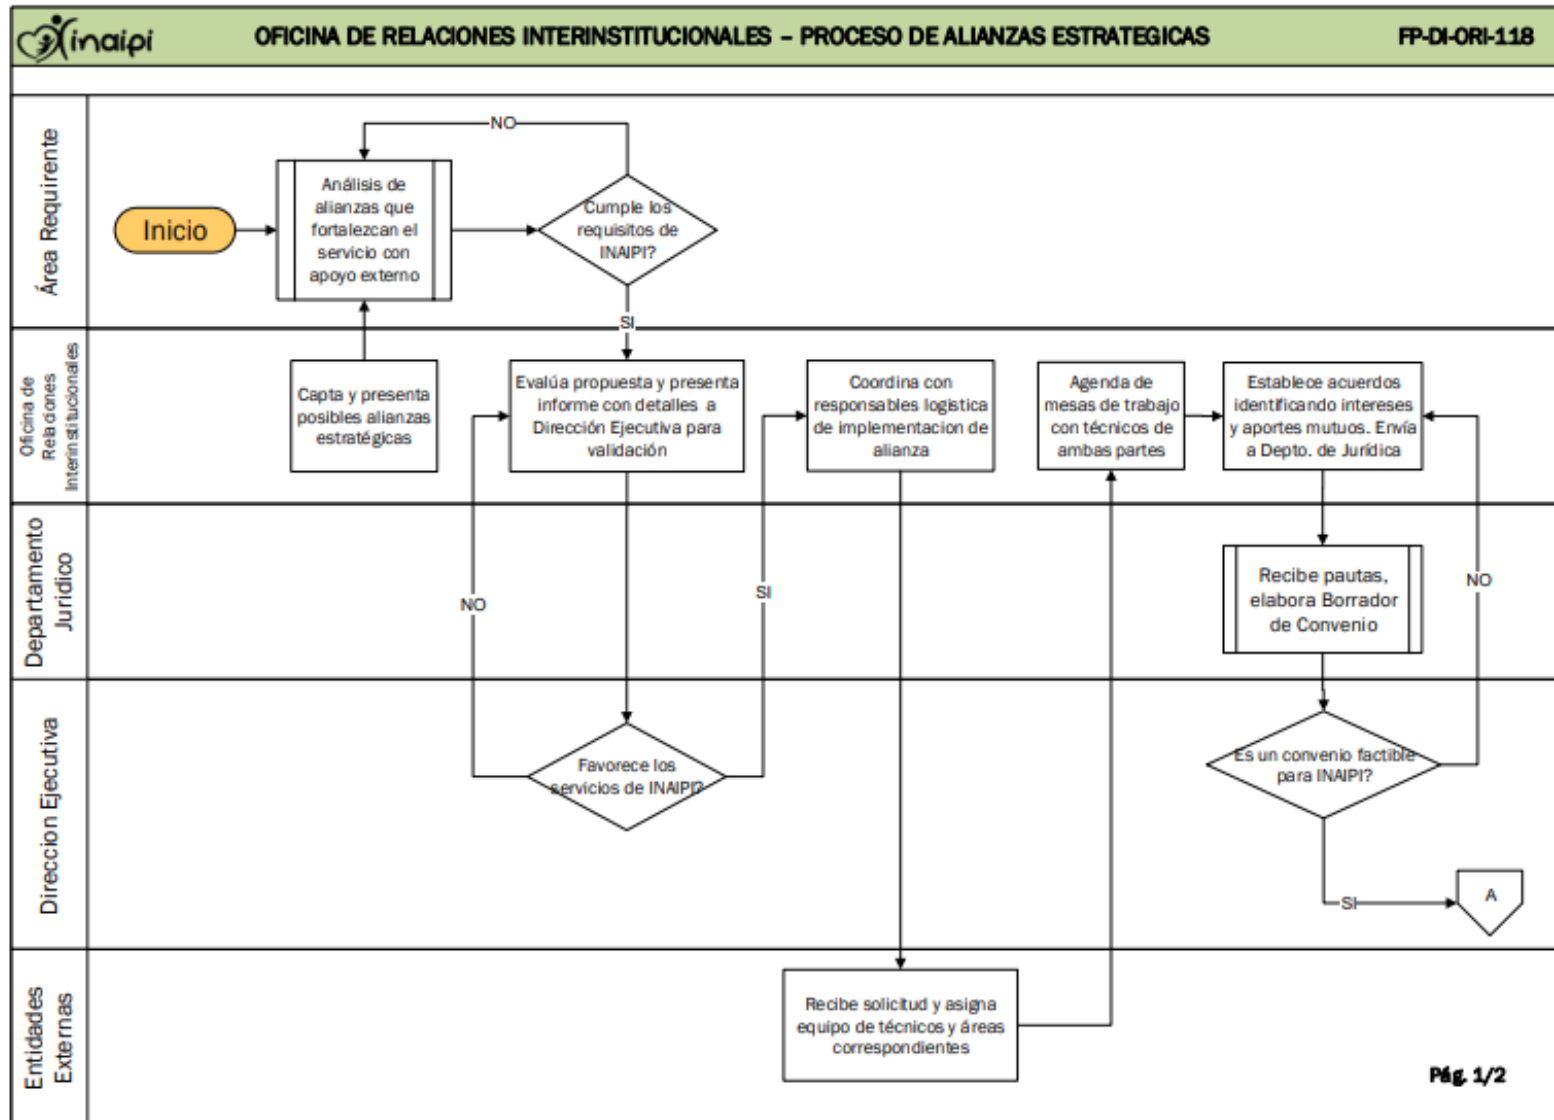 inaipi
OFICINA DE RELACIONES INTERINSTITUCIONALES – PROCESO DE ALIANZAS ESTRATEGICAS
FP-DI-ORI-118
Área Requirente
Inicio
Análisis de
alianzas que
fortalezcan el
servicio con
apoyo externo
NO
Cumple los
requisitos de
INAIPI?
SI
Oficina de
Relaciones
Interinstitucionales
Capta y presenta
posibles alianzas
estratégicas
Evalúa propuesta y presenta
informe con detalles a
Dirección Ejecutiva para
validación
Coordina con
responsables logistica
de implementacion de
alianza
Agenda de
mesas de trabajo
con técnicos de
ambas partes
Establece acuerdos
identificando intereses
y aportes mutuos. Envía
a Depto. de Jurídica
Departamento
Juridico
NO
SI
Recibe pautas,
elabora Borrador
de Convenio
NO
Direccion Ejecutiva
Favorece los
servicios de INAIPI?
Es un convenio factible
para INAIPI?
SI
A
Entidades
Externas
Recibe solicitud y asigna
equipo de técnicos y áreas
correspondientes
Pág. 1/2